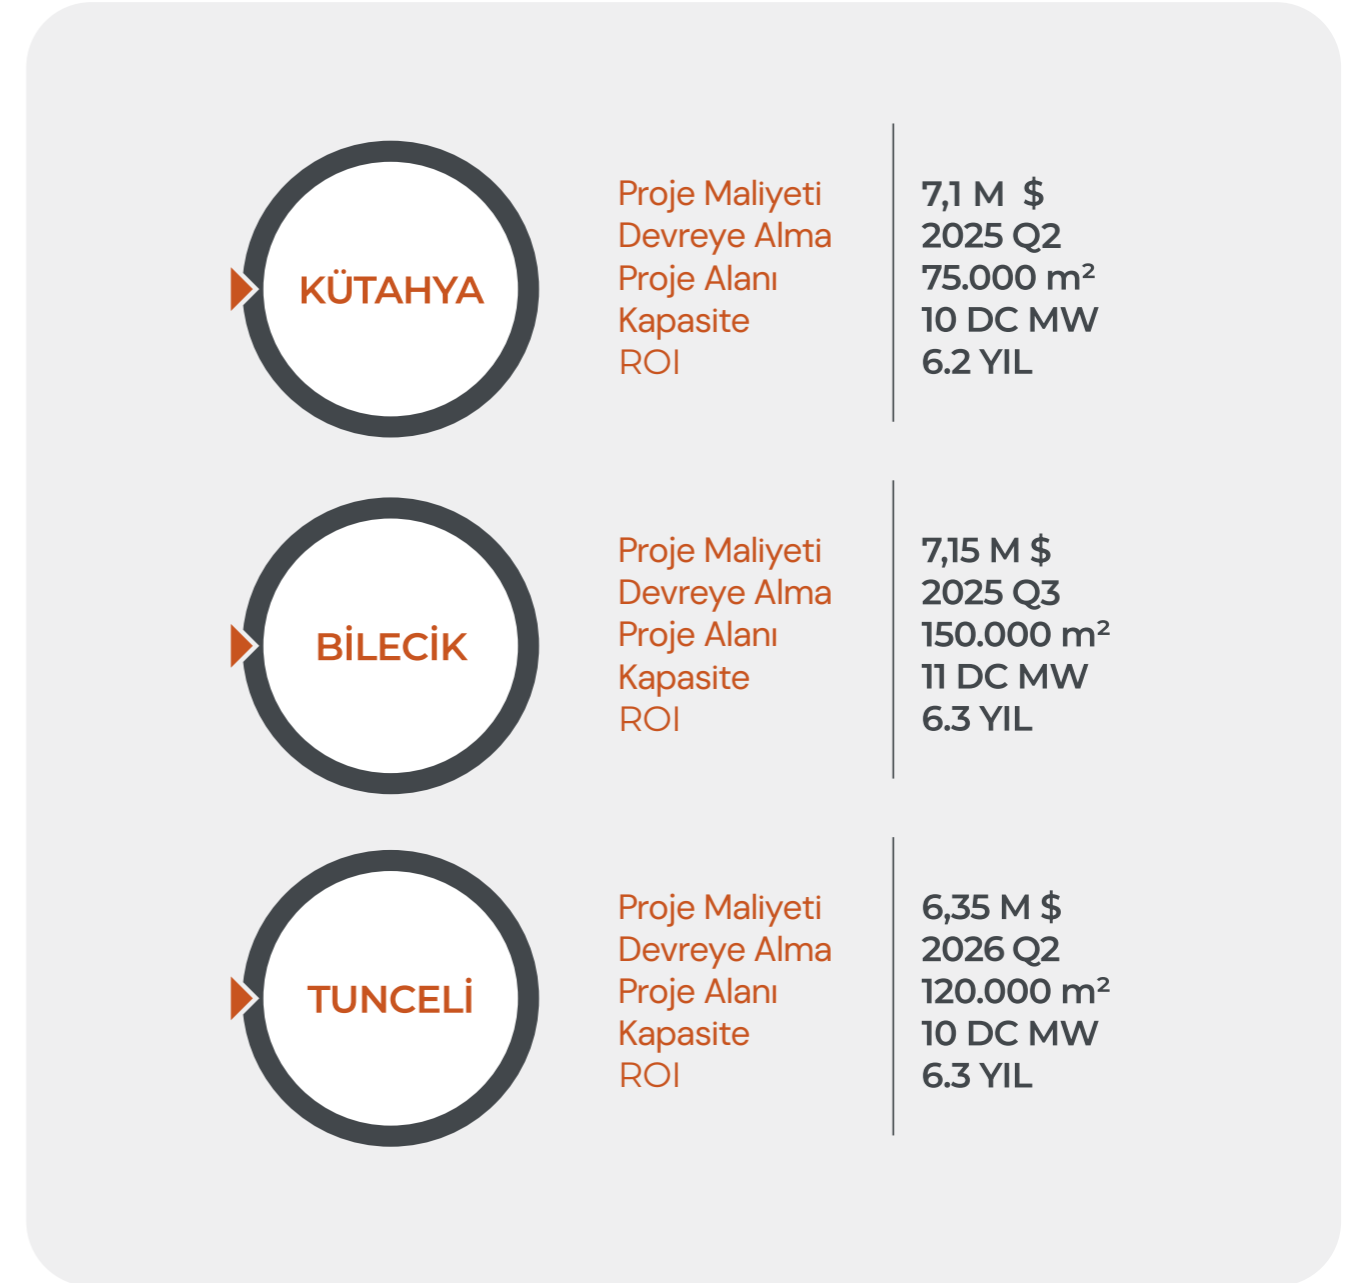 KÜTAHYA
Proje Maliyeti 7,1 M $
Devreye Alma 2025 Q2
Proje Alanı 75.000 m²
Kapasite 10 DC MW
ROI 6.2 YIL
BİLECİK
Proje Maliyeti 7,15 M $
Devreye Alma 2025 Q3
Proje Alanı 150.000 m²
Kapasite 11 DC MW
ROI 6.3 YIL
TUNCELİ
Proje Maliyeti 6,35 M $
Devreye Alma 2026 Q2
Proje Alanı 120.000 m²
Kapasite 10 DC MW
ROI 6.3 YIL